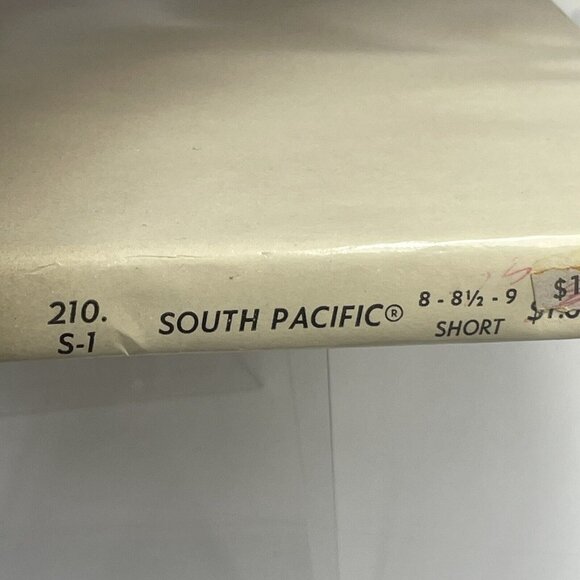 210.
S-1
SOUTH PACIFIC®
8 - 8½ - 9
SHORT